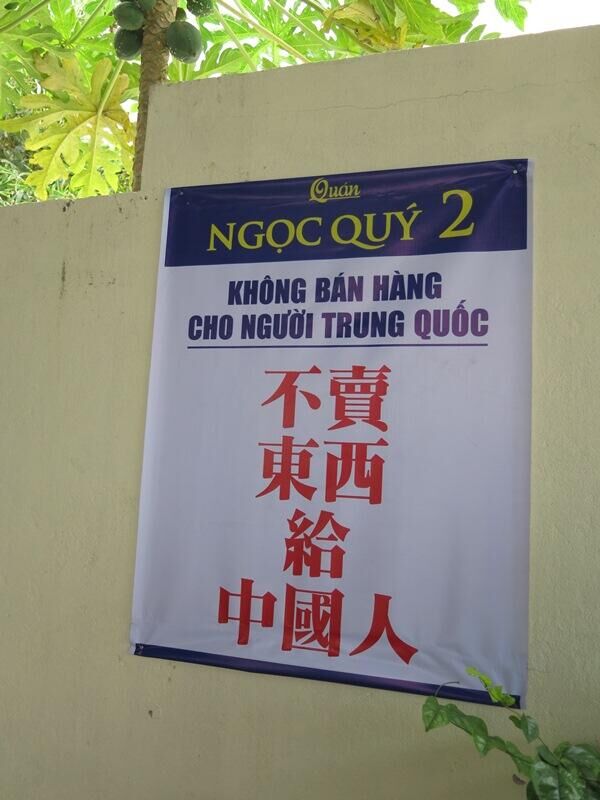 Quán
NGỌC QUÝ 2
KHÔNG BÁN HÀNG
CHO NGƯỜI TRUNG QUỐC
不賣
東西
給
中國人